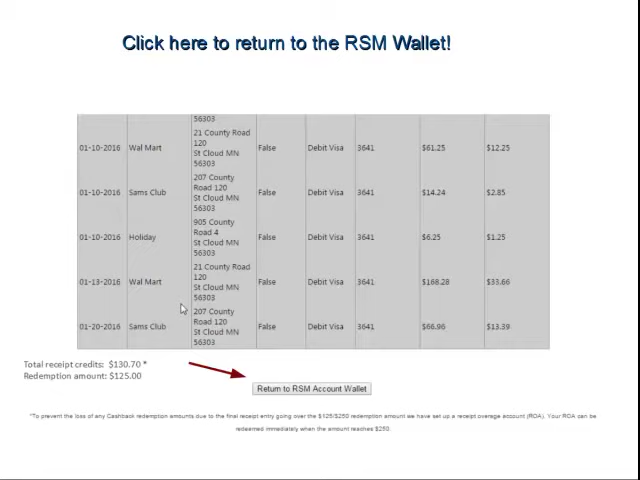 Click here to return to the RSM Wallet!
56303
01-10-2016 Wal Mart 21 County Road 120 St Cloud MN 56303 False Debit Visa 3641 $61.25 $12.25
01-10-2016 Sams Club 207 County Road 120 St Cloud MN 56303 False Debit Visa 3641 $14.24 $2.85
01-10-2016 Holiday 905 County Road 4 St Cloud MN 56303 False Debit Visa 3641 $6.25 $1.25
01-13-2016 Wal Mart 21 County Road 120 St Cloud MN 56303 False Debit Visa 3641 $168.28 $33.66
01-20-2016 Sams Club 207 County Road 120 St Cloud MN 56303 False Debit Visa 3641 $66.96 $13.39
Total receipt credits: $130.70 *
Redemption amount: $125.00
Return to RSM Account Wallet
*To prevent the loss of any Cashback redemption amounts due to the final receipt entry going over the $125/$250 redemption amount we have set up a receipt overage account (ROA). Your ROA can be
redeemed immediately when the amount reaches $250.